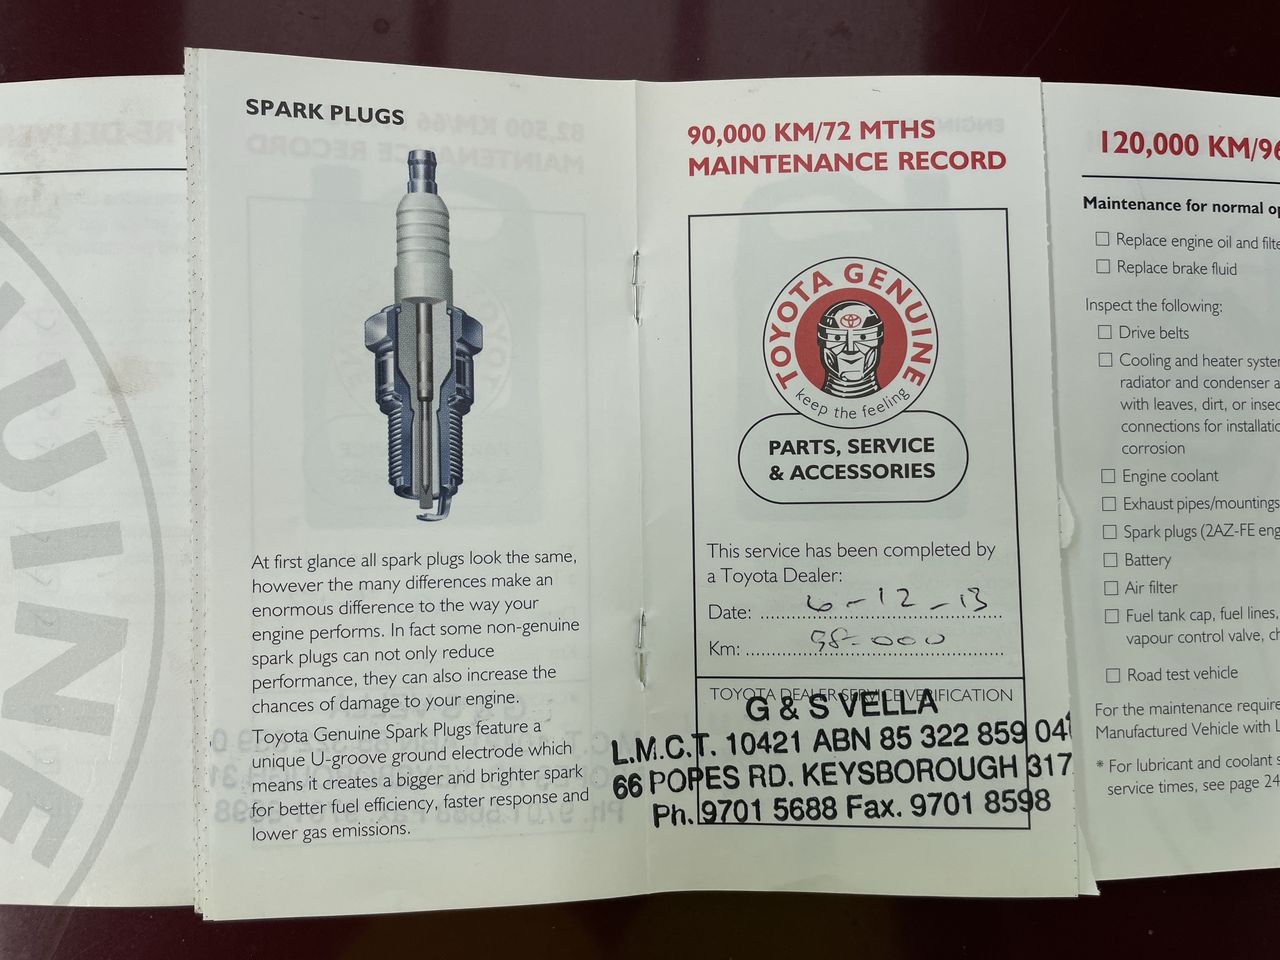 SPARK PLUGS
At first glance all spark plugs look the same,
however the many differences make an
enormous difference to the way your
engine performs. In fact some non-genuine
spark plugs can not only reduce
performance, they can also increase the
chances of damage to your engine.
Toyota Genuine Spark Plugs feature a
unique U-groove ground electrode which
means it creates a bigger and brighter spark
for better fuel efficiency, faster response and
lower gas emissions.
90,000 KM/72 MTHS
MAINTENANCE RECORD
TOYOTA GENUINE
keep the feeling
PARTS, SERVICE
& ACCESSORIES
This service has been completed by
a Toyota Dealer:
Date: 6-12-13
Km: 98-000
TOYOTA DEALER SERVICE VERIFICATION
G & S VELLA
L.M.C.T. 10421 ABN 85 322 859 04
66 POPES RD. KEYSBOROUGH 317
Ph. 9701 5688 Fax. 9701 8598
120,000 KM/96
Maintenance for normal op
Replace engine oil and filte
Replace brake fluid
Inspect the following:
Drive belts
Cooling and heater system
radiator and condenser a
with leaves, dirt, or insec
connections for installatio
corrosion
Engine coolant
Exhaust pipes/mountings
Spark plugs (2AZ-FE eng
Battery
Air filter
Fuel tank cap, fuel lines,
vapour control valve, ch
Road test vehicle
For the maintenance require
Manufactured Vehicle with L
* For lubricant and coolant s
service times, see page 24
UINE